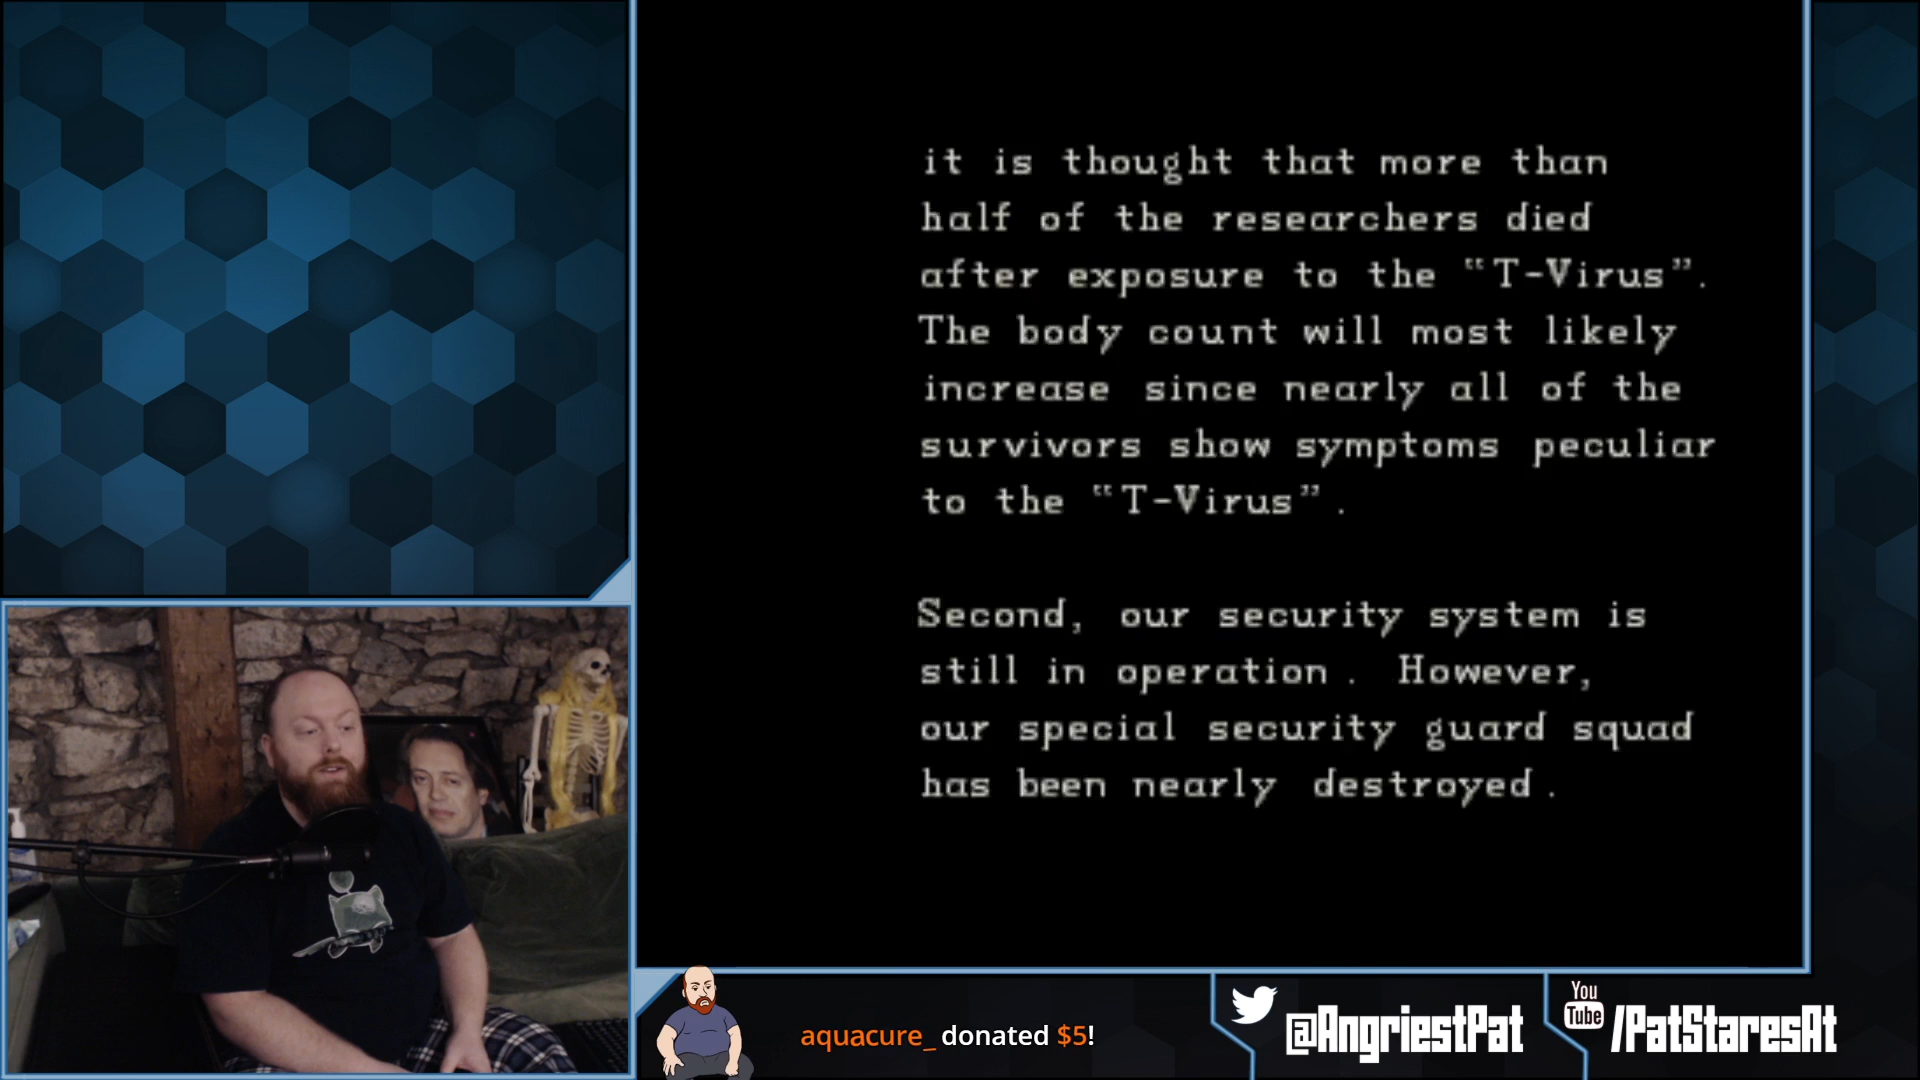 it is thought that more than
half of the researchers died
after exposure to the “T-Virus”.
The body count will most likely
increase since nearly all of the
survivors show symptoms peculiar
to the “T-Virus”.
Second, our security system is
still in operation. However,
our special security guard squad
has been nearly destroyed.
aquacure_ donated $5!
@AngriestPat
You
Tube
/PatStaresAt